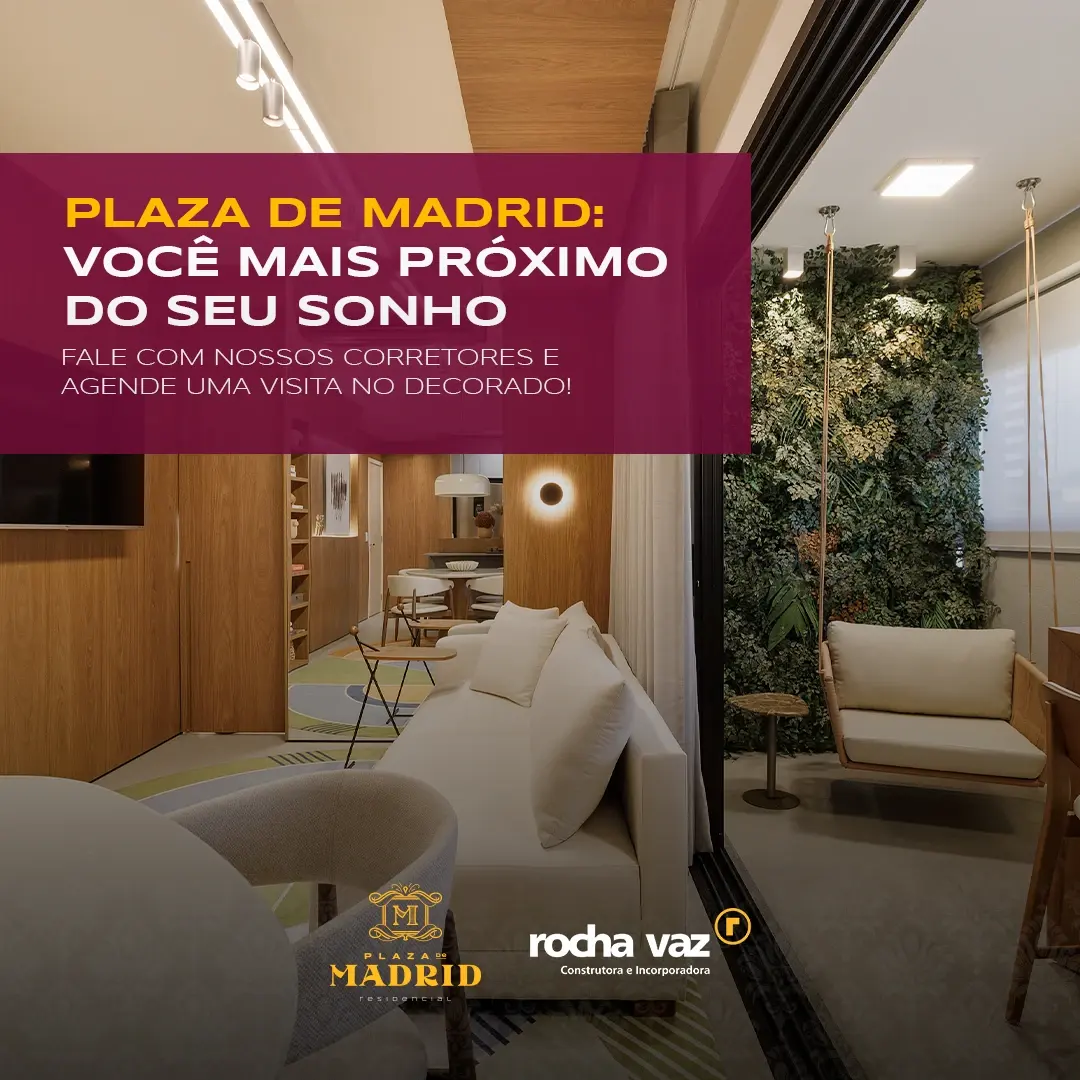 PLAZA DE MADRID:
VOCÊ MAIS PRÓXIMO
DO SEU SONHO
FALE COM NOSSOS CORRETORES E
AGENDE UMA VISITA NO DECORADO!
M
PLAZA DE
MADRID
residencial
rocha vaz r
Construtora e Incorporadora